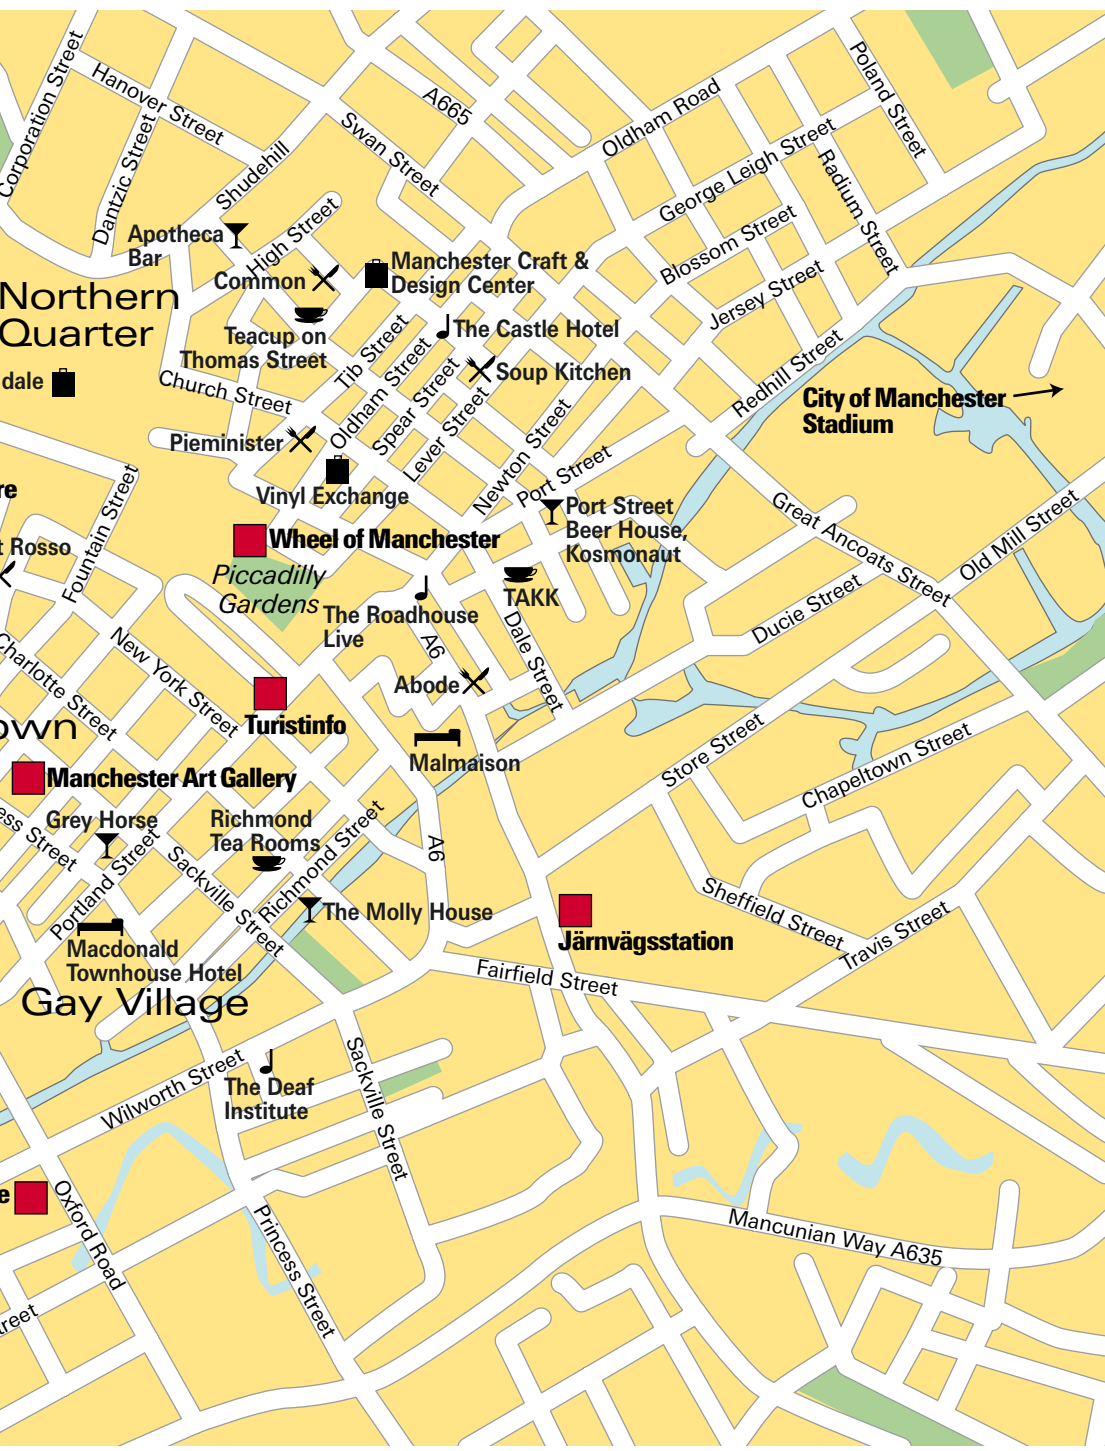 Corporation Street
Hanover Street
Dantzic Street
Shudehill
Swan Street
A665
Oldham Road
Poland Street
George Leigh Street
Radium Street
Blossom Street
Jersey Street
Redhill Street
High Street
Apotheca
Bar
Common
Manchester Craft &
Design Center
Northern
Quarter
Teacup on
Thomas Street
The Castle Hotel
Tib Street
Oldham Street
Spear Street
Lever Street
Newton Street
Soup Kitchen
dale
Church Street
City of Manchester
Stadium
Pieminister
Vinyl Exchange
Port Street
Port Street
Beer House,
Kosmonaut
Great Ancoats Street
Old Mill Street
re
Fountain Street
t Rosso
Wheel of Manchester
Piccadilly
Gardens
The Roadhouse
Live
TAKK
Ducie Street
A6
Dale Street
Abode
New York Street
Charlotte Street
Turistinfo
own
Malmaison
Store Street
Chapeltown Street
Manchester Art Gallery
Grey Horse
ess Street
Portland Street
Richmond
Tea Rooms
Richmond Street
A6
Sackville Street
The Molly House
Sheffield Street
Travis Street
Järnvägsstation
Macdonald
Townhouse Hotel
Gay Village
Fairfield Street
Wilworth Street
The Deaf
Institute
Sackville Street
e
Oxford Road
Princess Street
Mancunian Way A635
reet